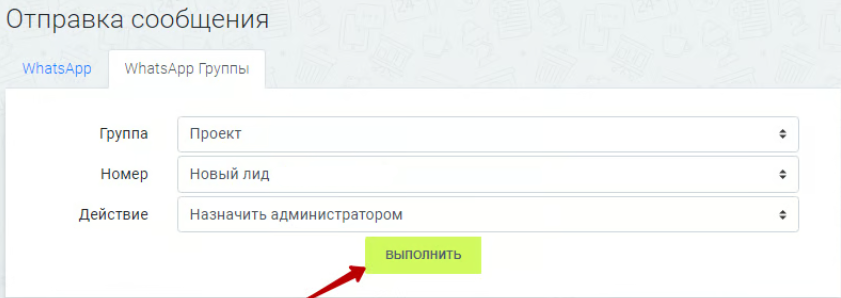 Отправка сообщения
WhatsApp WhatsApp Группы
Группа Проект
Номер Новый лид
Действие Назначить администратором
ВЫПОЛНИТЬ